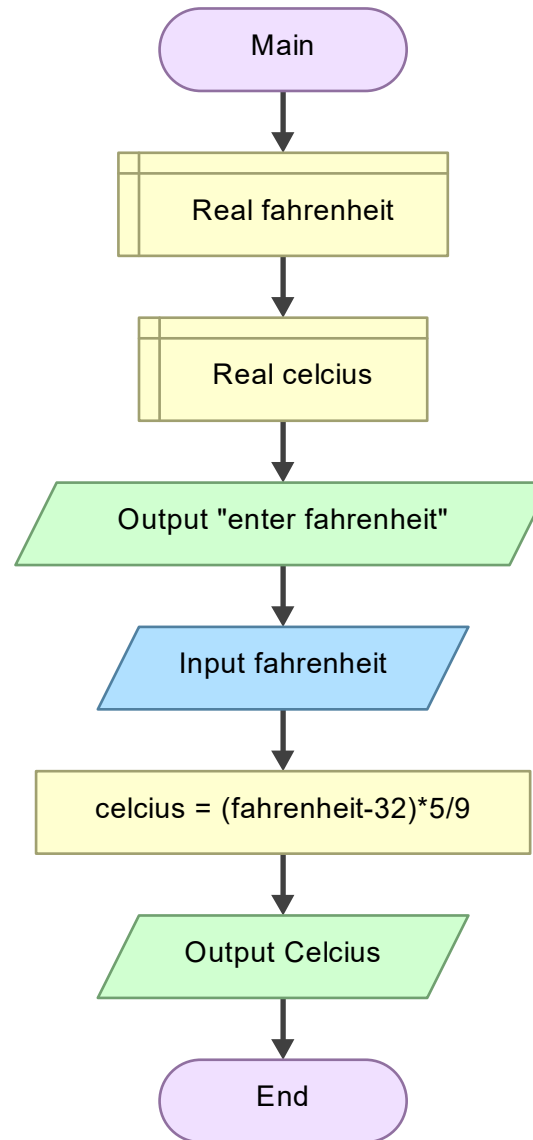 Main
Real fahrenheit
Real celcius
Output "enter fahrenheit"
Input fahrenheit
celcius = (fahrenheit-32)*5/9
Output Celcius
End